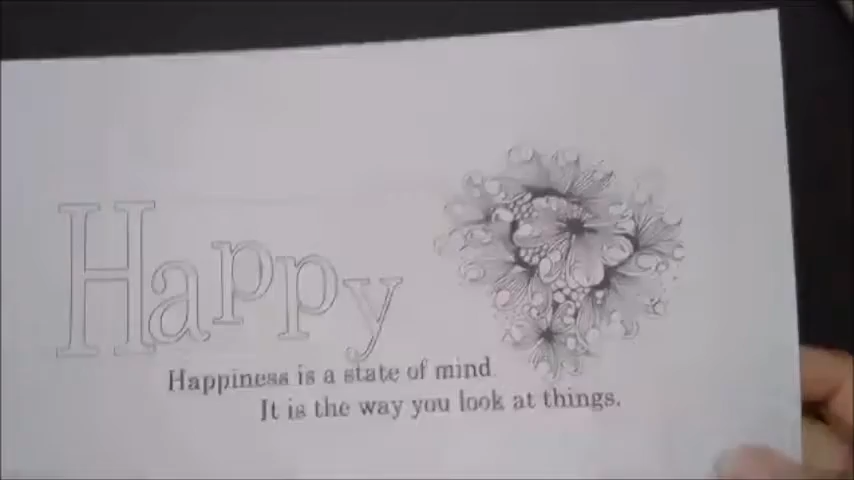 Happy
Happiness is a state of mind.
It is the way you look at things.